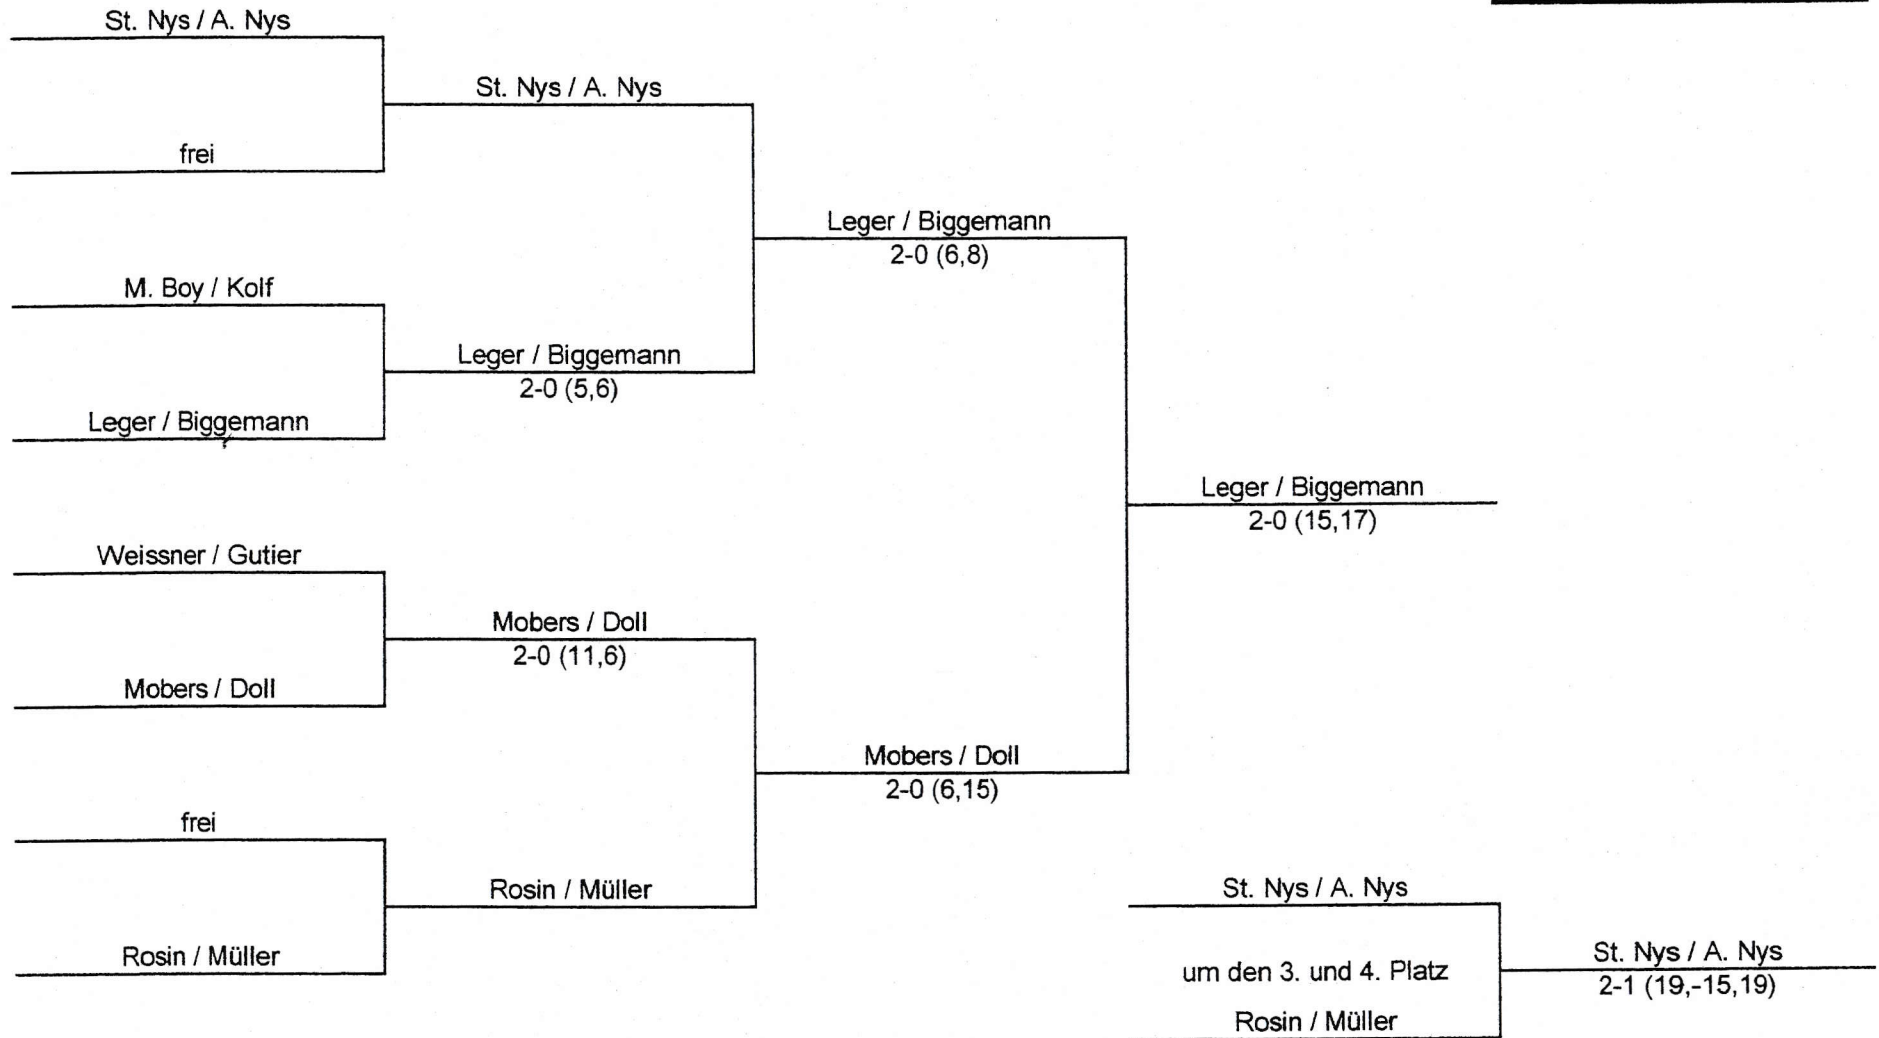 St. Nys / A. Nys
St. Nys / A. Nys
frei
Leger / Biggemann
2-0 (6,8)
M. Boy / Kolf
Leger / Biggemann
2-0 (5,6)
Leger / Biggemann
Leger / Biggemann
2-0 (15,17)
Weissner / Gutier
Mobers / Doll
2-0 (11,6)
Mobers / Doll
Mobers / Doll
2-0 (6,15)
frei
Rosin / Müller
Rosin / Müller
St. Nys / A. Nys
um den 3. und 4. Platz
Rosin / Müller
St. Nys / A. Nys
2-1 (19,-15,19)